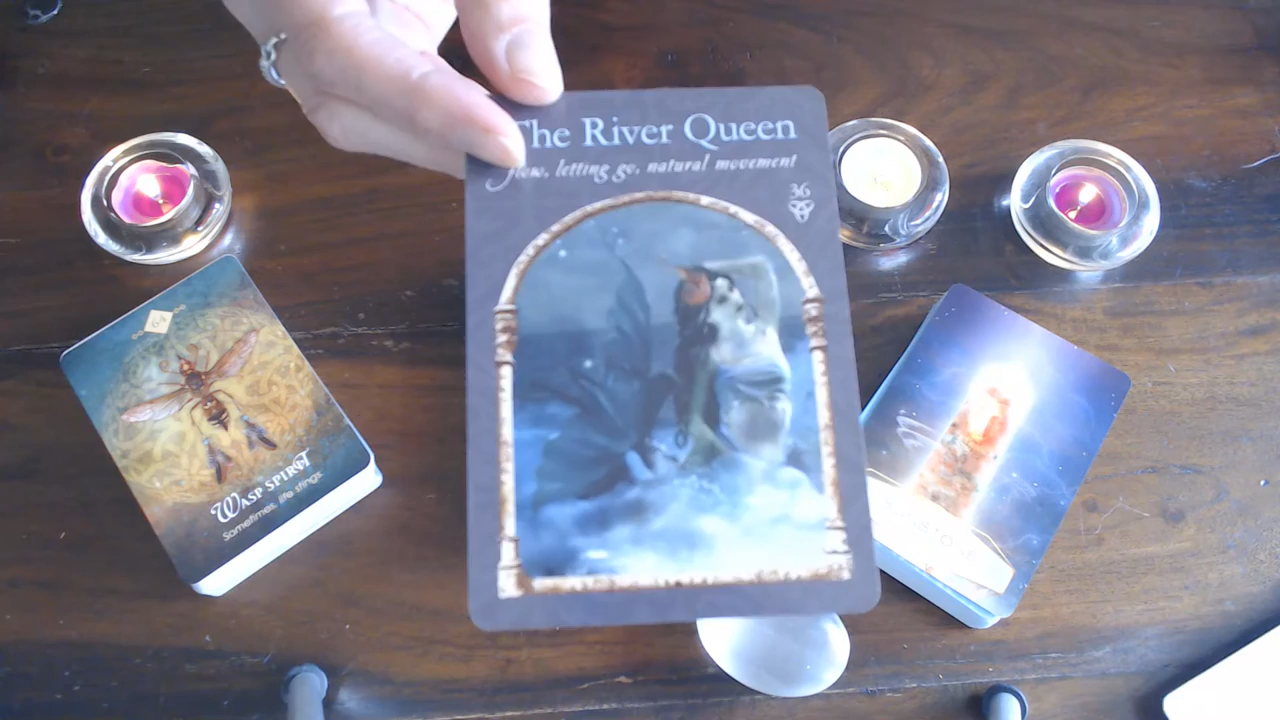 The River Queen
flow, letting go, natural movement
36
64
Wasp Spirit
Sometimes, life stings.